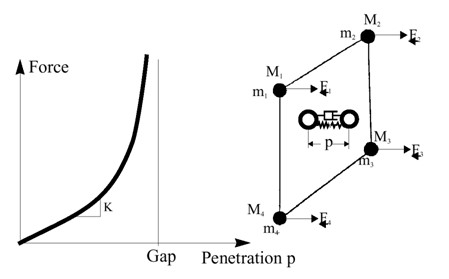 Force
K
Gap
Penetration p
M₁
m₁
F₁
M₂
m₂
F₂
p
M₃
m₃
F₃
M₄
m₄
F₄